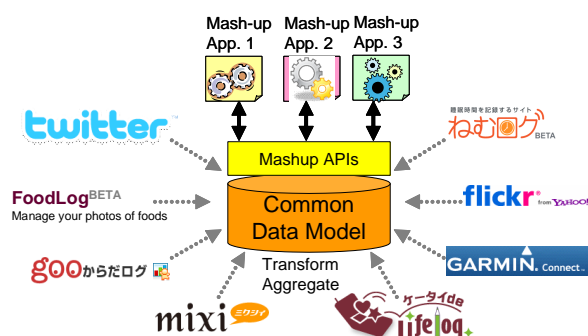 Mash-up
App. 1
Mash-up
App. 2
Mash-up
App. 3
twitter™
睡眠時間を記録するサイト
ねむログ
BETA
Mashup APIs
FoodLog BETA
Manage your photos of foods
flickr from YAHOO!
Common
Data Model
gooからだログ
GARMIN. Connect™
Transform
Aggregate
mixi ミクシィ
ケータイde
Lifelog